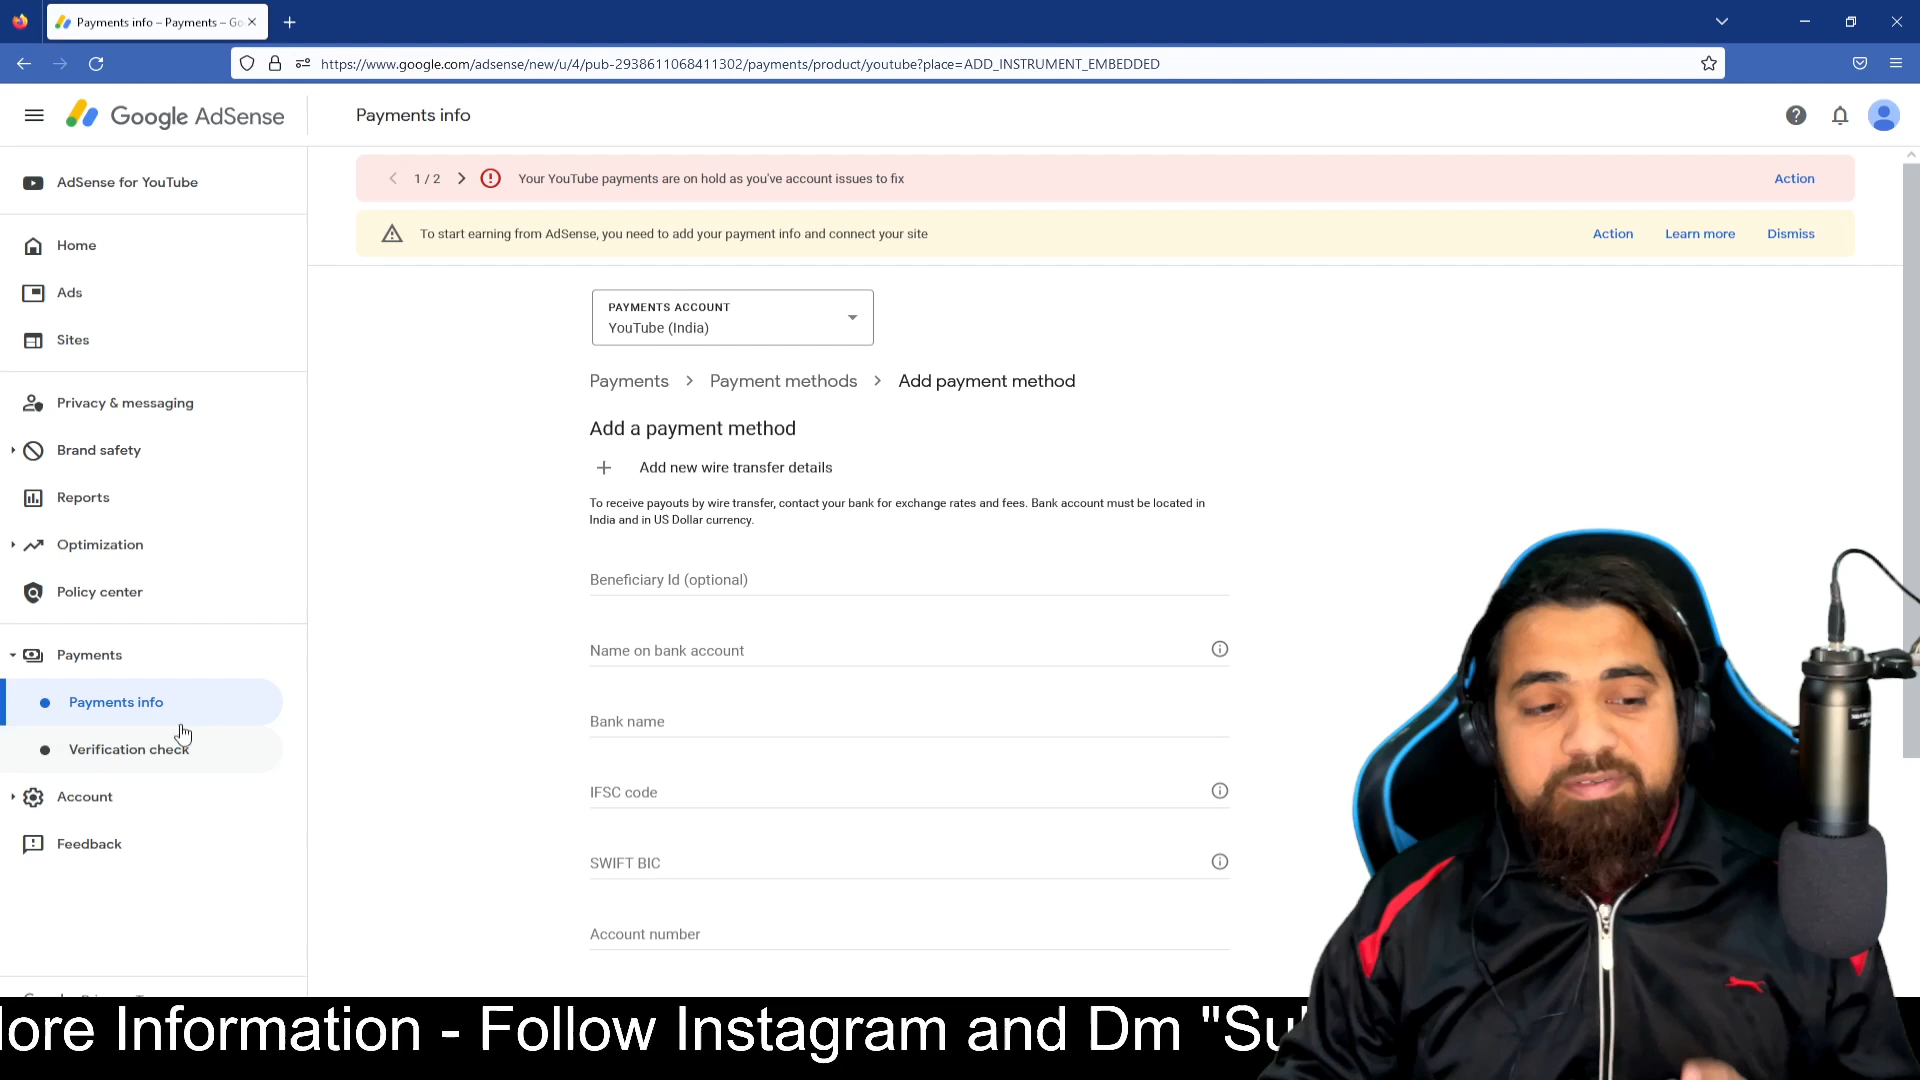 Payments info – Payments – Go
https://www.google.com/adsense/new/u/4/pub-2938611068411302/payments/product/youtube?place=ADD_INSTRUMENT_EMBEDDED
Google AdSense
Payments info
AdSense for YouTube
Home
Ads
Sites
Privacy & messaging
Brand safety
Reports
Optimization
Policy center
Payments
Payments info
Verification check
Account
Feedback
1 / 2
Your YouTube payments are on hold as you've account issues to fix
Action
To start earning from AdSense, you need to add your payment info and connect your site
Action
Learn more
Dismiss
PAYMENTS ACCOUNT
YouTube (India)
Payments > Payment methods > Add payment method
Add a payment method
Add new wire transfer details
To receive payouts by wire transfer, contact your bank for exchange rates and fees. Bank account must be located in
India and in US Dollar currency.
Beneficiary Id (optional)
Name on bank account
Bank name
IFSC code
SWIFT BIC
Account number
ore Information - Follow Instagram and Dm "Su